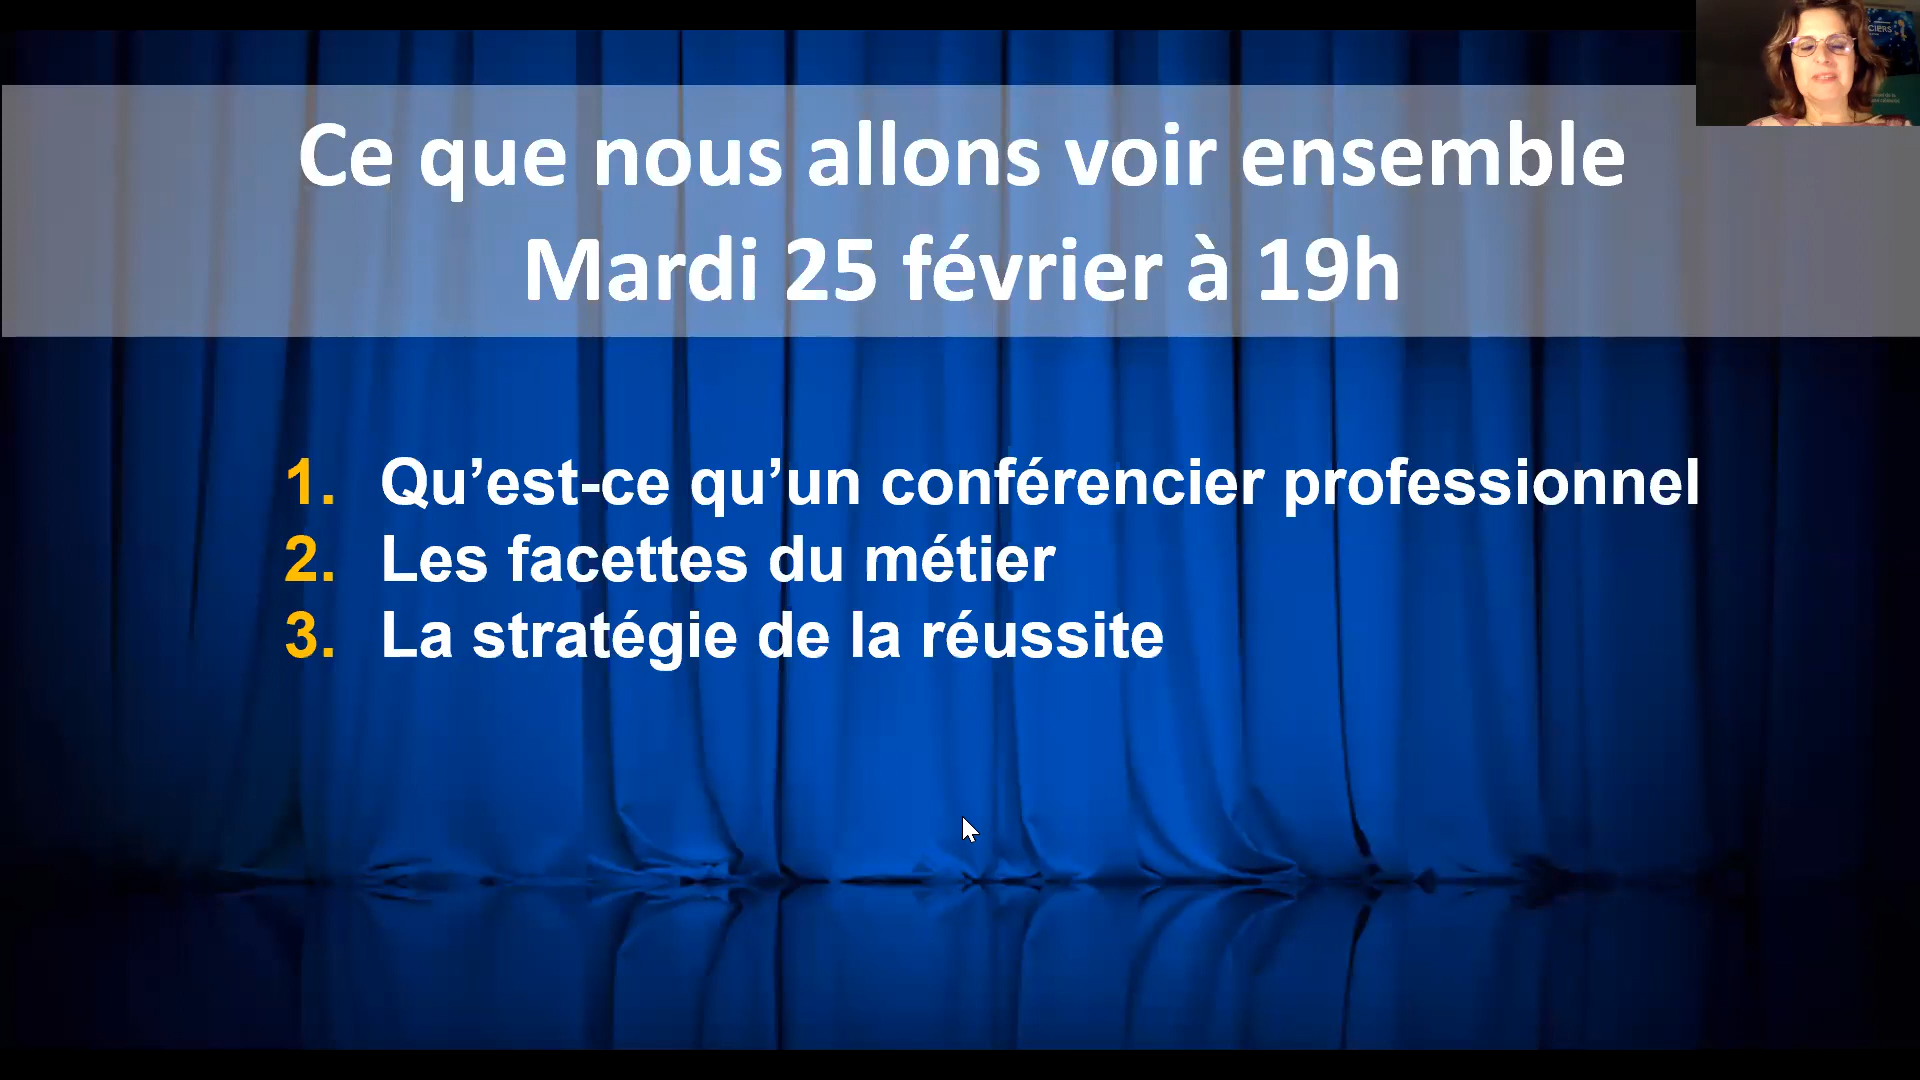 Ce que nous allons voir ensemble
Mardi 25 février à 19h
1. Qu’est-ce qu’un conférencier professionnel
2. Les facettes du métier
3. La stratégie de la réussite
CIERS